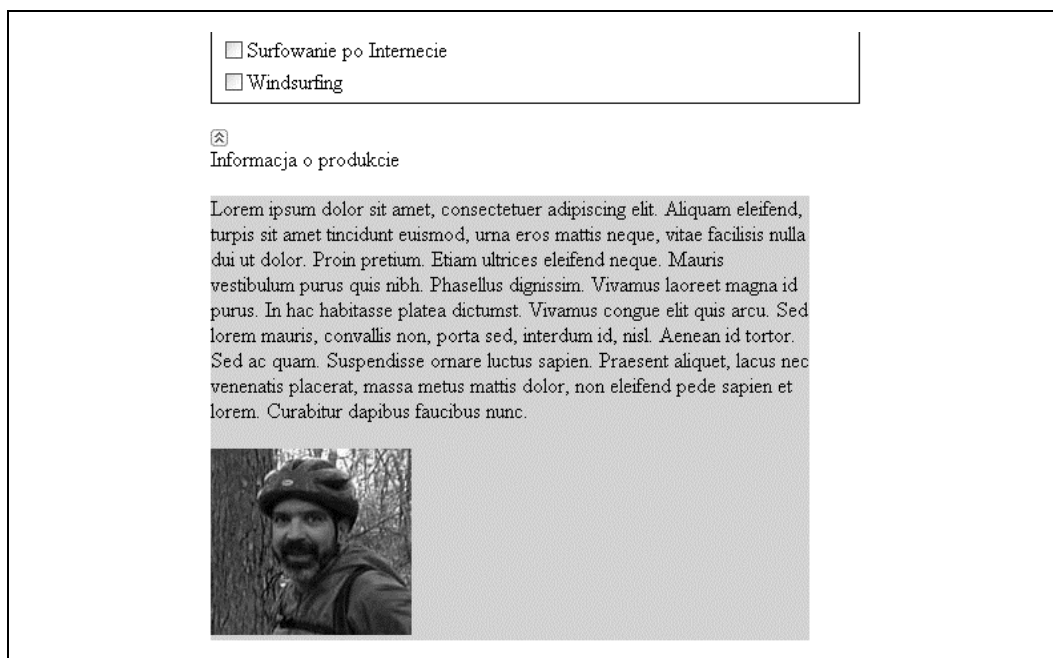 Surfowanie po Internecie
Windsurfing
Informacja o produkcie
Lorem ipsum dolor sit amet, consectetuer adipiscing elit. Aliquam eleifend,
turpis sit amet tincidunt euismod, urna eros mattis neque, vitae facilisis nulla
dui ut dolor. Proin pretium. Etiam ultrices eleifend neque. Mauris
vestibulum purus quis nibh. Phasellus dignissim. Vivamus laoreet magna id
purus. In hac habitasse platea dictumst. Vivamus congue elit quis arcu. Sed
lorem mauris, convallis non, porta sed, interdum id, nisl. Aenean id tortor.
Sed ac quam. Suspendisse ornare luctus sapien. Praesent aliquet, lacus nec
venenatis placerat, massa metus mattis dolor, non eleifend pede sapien et
lorem. Curabitur dapibus faucibus nunc.